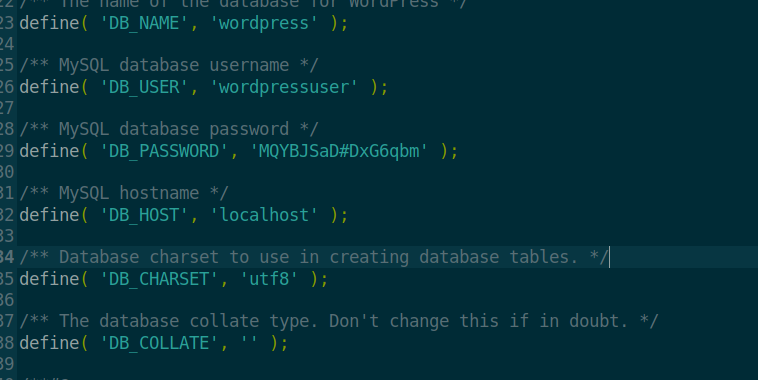 22 /** The name of the database for WordPress */
23 define( 'DB_NAME', 'wordpress' );
24
25 /** MySQL database username */
26 define( 'DB_USER', 'wordpressuser' );
27
28 /** MySQL database password */
29 define( 'DB_PASSWORD', 'MQYBJSaD#DxG6qbm' );
30
31 /** MySQL hostname */
32 define( 'DB_HOST', 'localhost' );
33
34 /** Database charset to use in creating database tables. */
35 define( 'DB_CHARSET', 'utf8' );
36
37 /** The database collate type. Don't change this if in doubt. */
38 define( 'DB_COLLATE', '' );
39